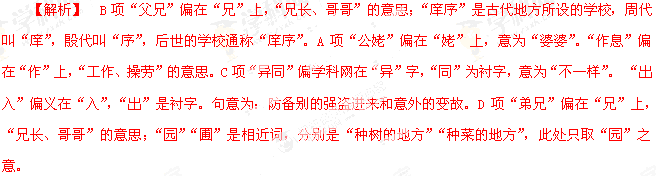 【解析】 B 项“父兄”偏在“兄”上，“兄长、哥哥”的意思；“庠序”是古代地方所设的学校，周代
叫“庠”，殷代叫“序”，后世的学校通称“庠序”。A 项“公姥”偏在“姥”上，意为“婆婆”。“作息”偏
在“作”上，“工作、操劳”的意思。C项“异同”偏学科网在“异”字，“同”为衬字，意为“不一样”。 “出
入”偏义在“入”，“出”是衬字。句意为：防备别的强盗进来和意外的变故。D 项“弟兄”偏在“兄”上，
“兄长、哥哥”的意思；“园”“圃”是相近词，分别是“种树的地方”“种菜的地方”，此处只取“园”之
意。